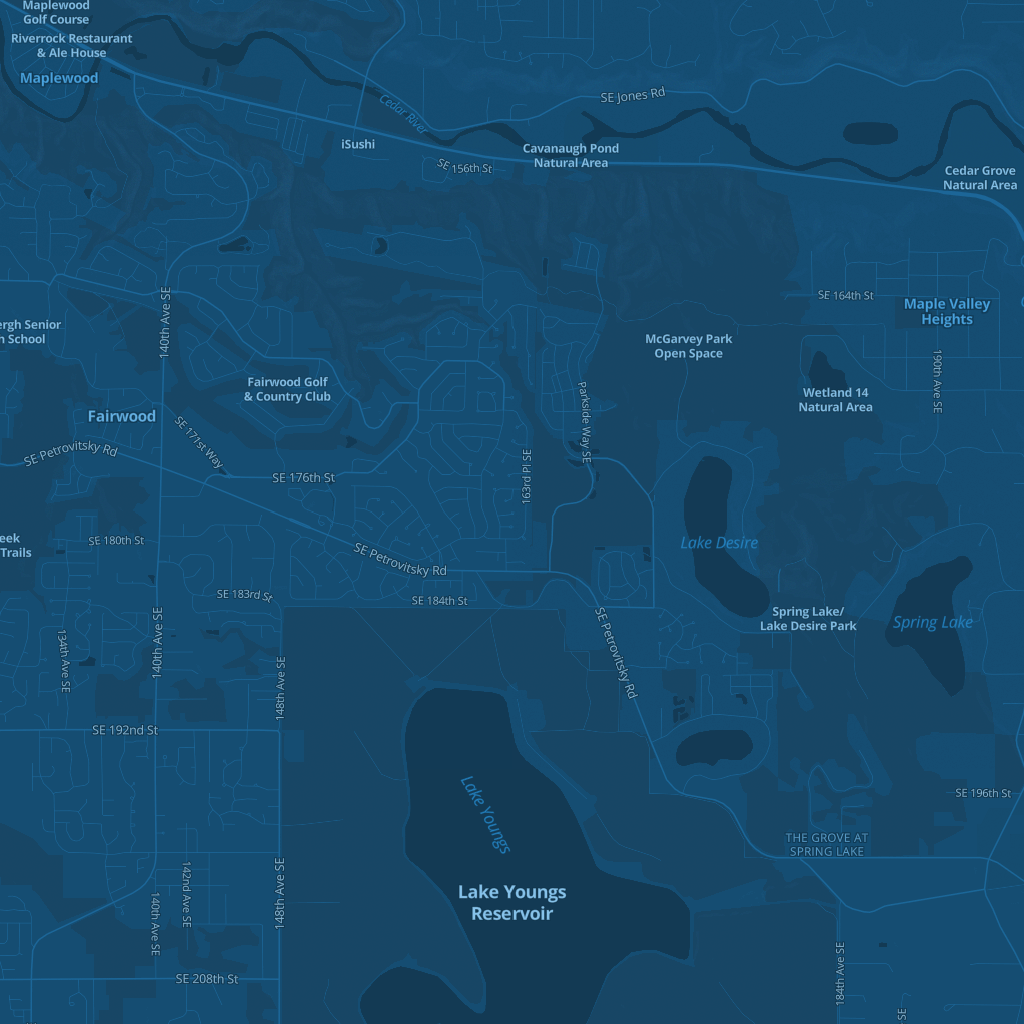 Maplewood
Golf Course
Riverrock Restaurant
& Ale House
Maplewood
SE Jones Rd
Cedar River
iSushi
Cavanaugh Pond
Natural Area
SE 156th St
Cedar Grove
Natural Area
SE 164th St
Maple Valley
Heights
140th Ave SE
ergh Senior
h School
McGarvey Park
Open Space
190th Ave SE
Fairwood Golf
& Country Club
Wetland 14
Natural Area
Parkside Way SE
Fairwood
SE 171st Way
SE Petrovitsky Rd
SE 176th St
163rd Pl SE
eek
Trails
SE 180th St
Lake Desire
SE Petrovitsky Rd
SE 183rd St
SE 184th St
Spring Lake/
Lake Desire Park
Spring Lake
140th Ave SE
134th Ave SE
SE Petrovitsky Rd
148th Ave SE
SE 192nd St
SE 196th St
Lake Youngs
THE GROVE AT
SPRING LAKE
Lake Youngs
Reservoir
142nd Ave SE
148th Ave SE
140th Ave SE
184th Ave SE
SE 208th St
SE